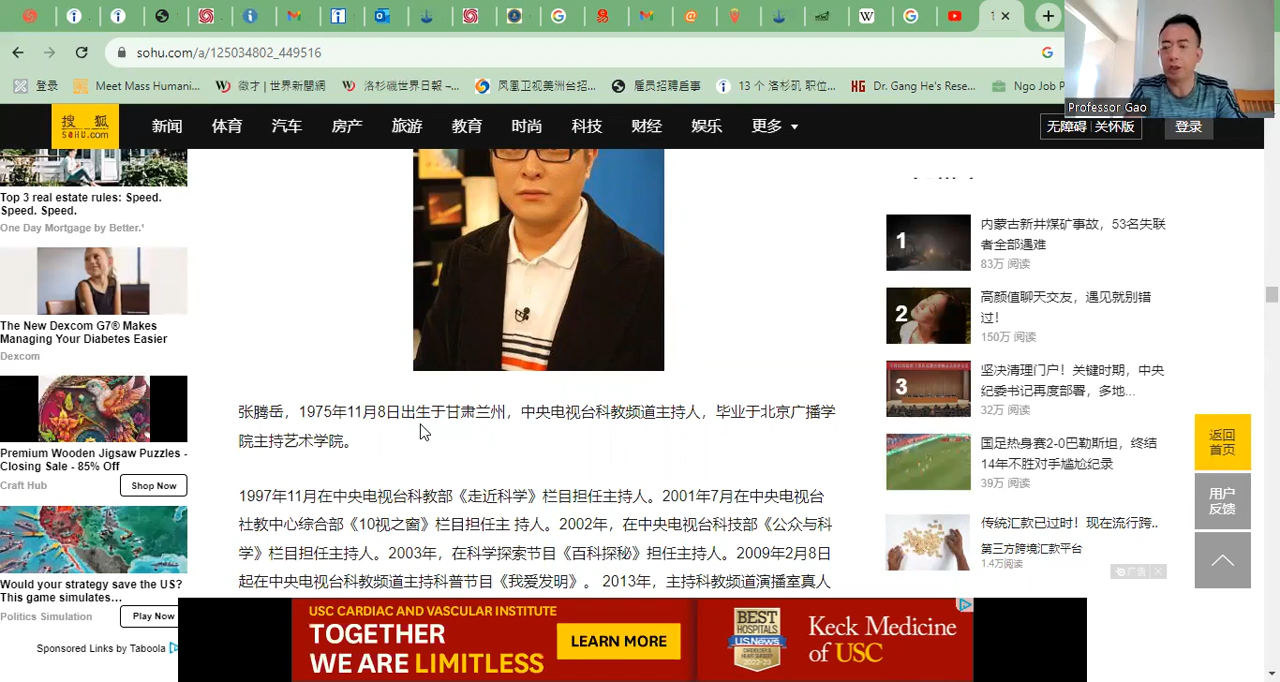 sohu.com/a/125034802_449516
登录
Meet Mass Humani...
徵才 | 世界新聞網
洛杉磯世界日報 –...
凤凰卫视美洲台招...
雇员招聘启事
13 个 洛杉矶 职位...
HG Dr. Gang He's Rese...
Ngo Job P
Professor Gao
搜狐
SOHU.com
新闻
体育
汽车
房产
旅游
教育
时尚
科技
财经
娱乐
更多
无障碍 关怀版
登录
Top 3 real estate rules: Speed.
Speed. Speed.
One Day Mortgage by Better.¹
The New Dexcom G7® Makes
Managing Your Diabetes Easier
Dexcom
Premium Wooden Jigsaw Puzzles -
Closing Sale - 85% Off
Craft Hub
Shop Now
Would your strategy save the US?
This game simulates...
Politics Simulation
Play Now
Sponsored Links by Taboola
张腾岳，1975年11月8日出生于甘肃兰州，中央电视台科教频道主持人，毕业于北京广播学
院主持艺术学院。
1997年11月在中央电视台科教部《走近科学》栏目担任主持人。2001年7月在中央电视台
社教中心综合部《10视之窗》栏目担任主 持人。2002年，在中央电视台科技部《公众与科
学》栏目担任主持人。2003年，在科学探索节目《百科探秘》担任主持人。2009年2月8日
起在中央电视台科教频道主持科普节目《我爱发明》。 2013年，主持科教频道演播室真人
1
内蒙古新井煤矿事故，53名失联
者全部遇难
83万 阅读
2
高颜值聊天交友，遇见就别错
过！
150万 阅读
3
坚决清理门户！关键时期，中央
纪委书记再度部署，多地...
32万 阅读
国足热身赛2-0巴勒斯坦，终结
14年不胜对手尴尬纪录
39万 阅读
传统汇款已过时！现在流行跨..
第三方跨境汇款平台
1.4万阅读
广告
返回
首页
用户
反馈
USC CARDIAC AND VASCULAR INSTITUTE
TOGETHER
WE ARE LIMITLESS
LEARN MORE
BEST
HOSPITALS
U.S.News
Keck Medicine
of USC